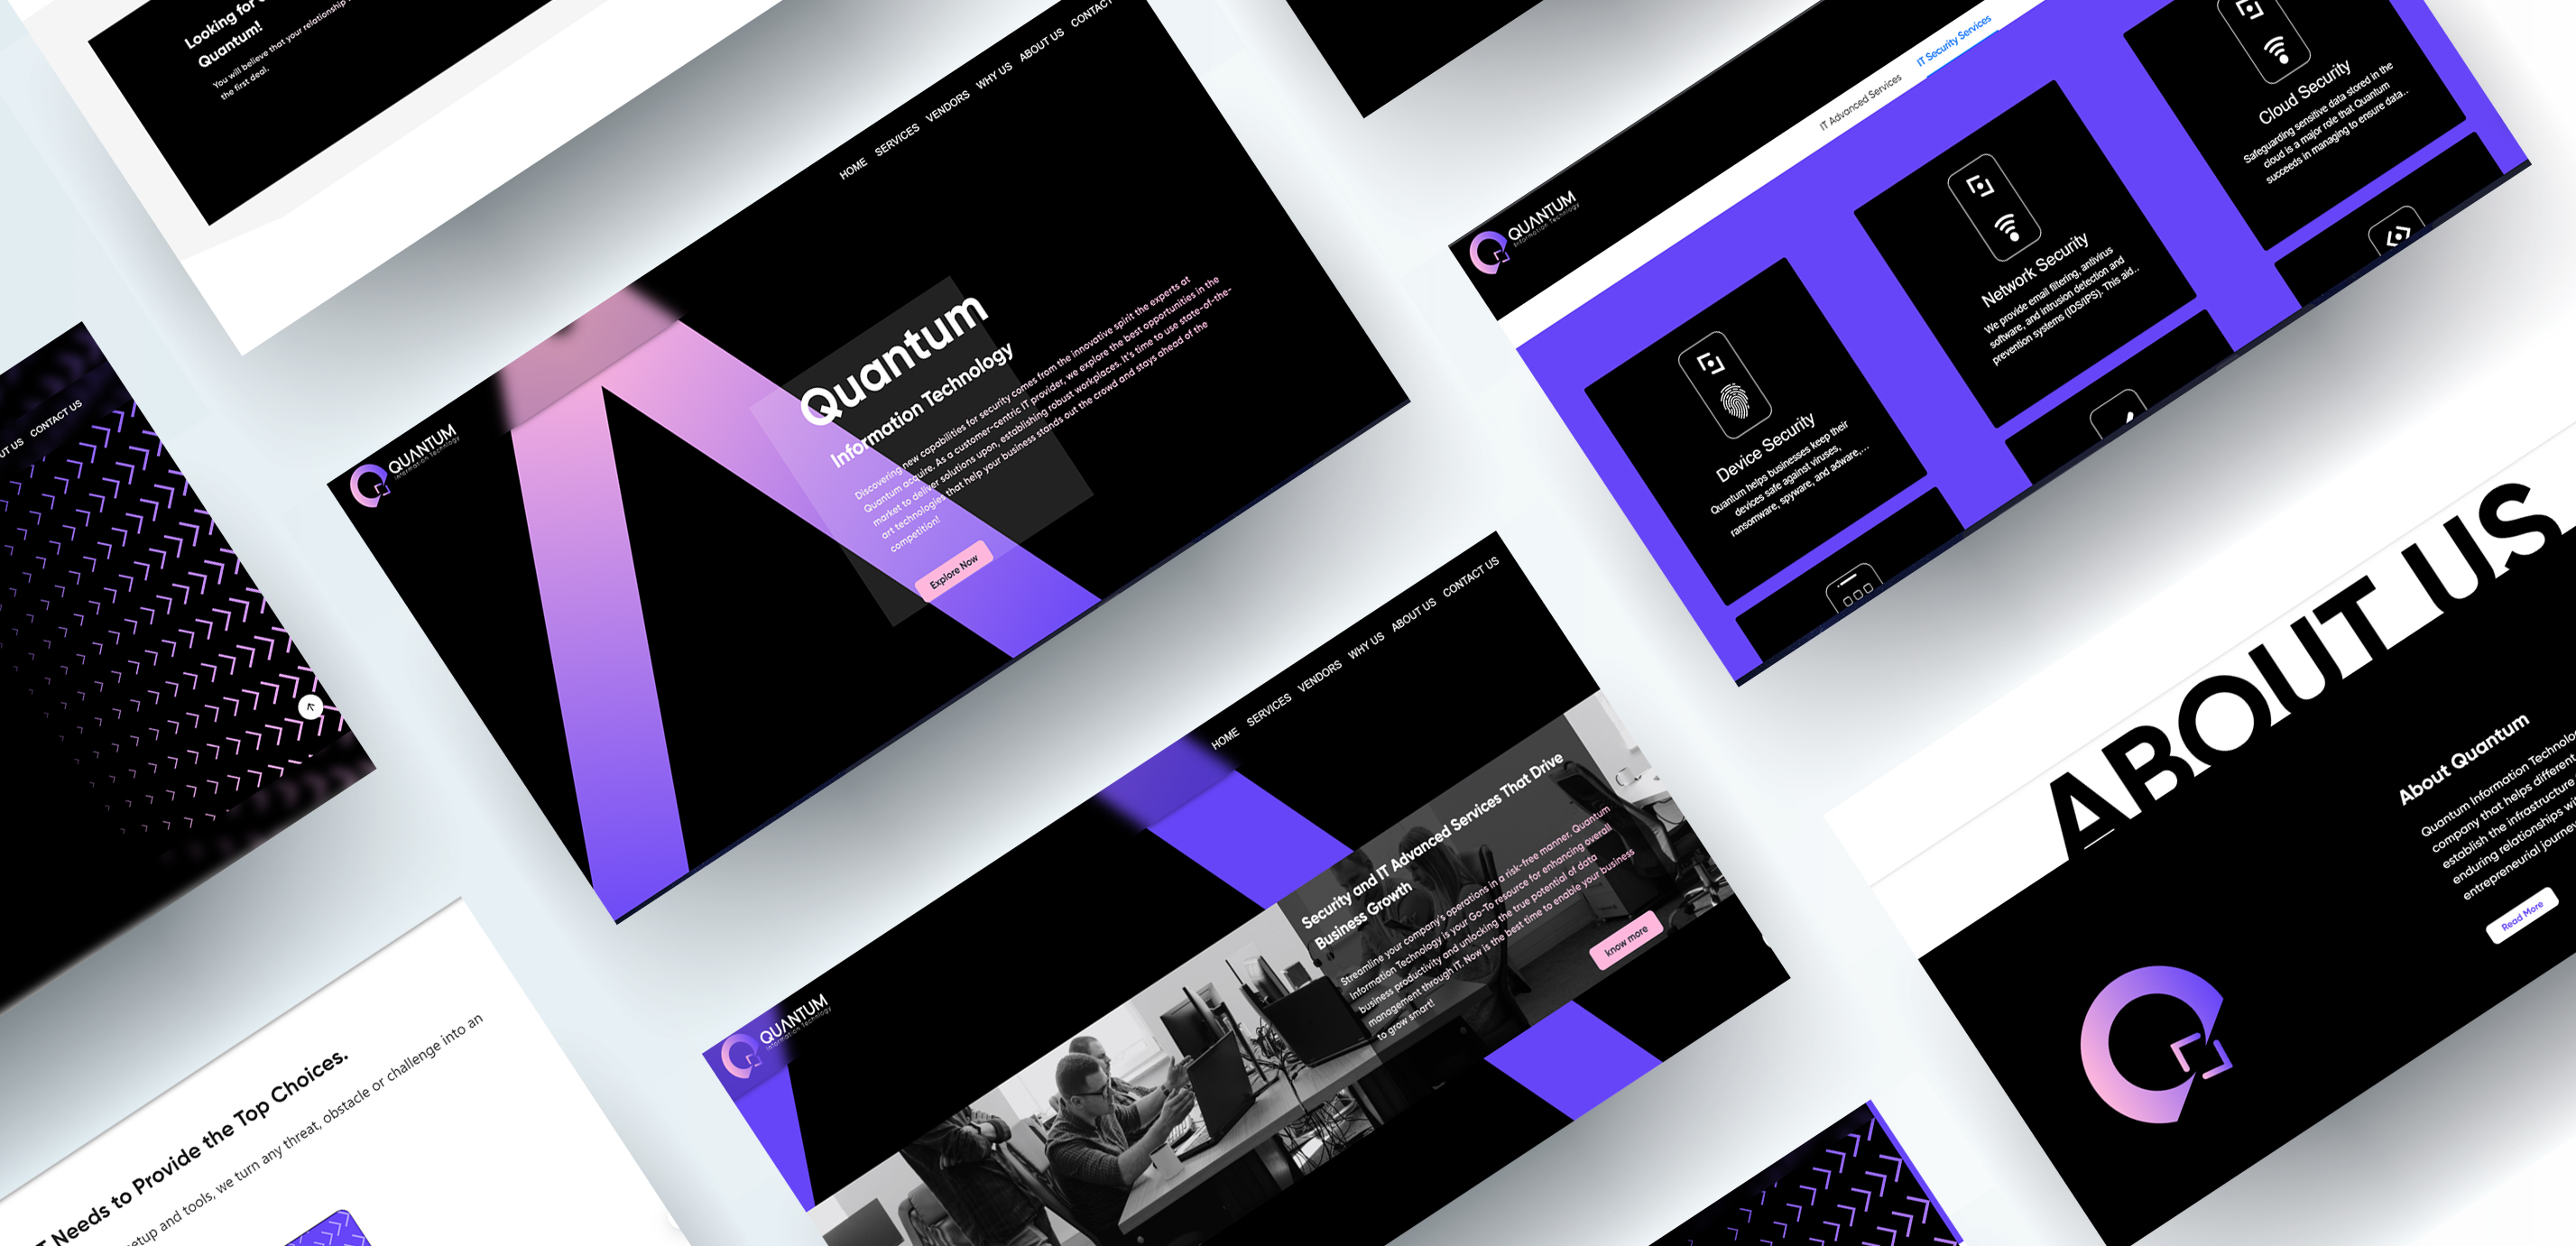 Looking for
Quantum!
You will believe that your relationship
the first deal.
HOME SERVICES VENDORS WHY US ABOUT US CONTACT
QUANTUM
Information Technology
Quantum
Information Technology
Discovering new capabilities for security comes from the innovative spirit the experts at
Quantum acquire. As a customer-centric IT provider, we explore the best opportunities in the
market to deliver solutions upon, establishing robust workplaces. It's time to use state-of-the-
art technologies that help your business stands out the crowd and stays ahead of the
competition!
Explore Now
IT Advanced Services IT Security Services
QUANTUM
Information Technology
Device Security
Quantum helps businesses keep their
devices safe against viruses,
ransomware, spyware, and adware,...
Network Security
We provide email filtering, antivirus
software, and intrusion detection and
prevention systems (IDS/IPS). This aid...
Cloud Security
Safeguarding sensitive data stored in the
cloud is a major role that Quantum
succeeds in managing to ensure data...
US CONTACT US
HOME SERVICES VENDORS WHY US ABOUT US CONTACT US
QUANTUM
Information Technology
Security and IT Advanced Services That Drive
Business Growth
Streamline your company's operations in a risk-free manner. Quantum
Information Technology is your Go-To resource for enhancing overall
business productivity and unlocking the true potential of data
management through IT. Now is the best time to enable your business
to grow smart!
know more
ABOUT US
About Quantum
Quantum Information
company that helps different
establish the infrastructure
enduring relationships
entrepreneurial
Read More
Needs to Provide the Top Choices.
and tools, we turn any threat, obstacle or challenge into an